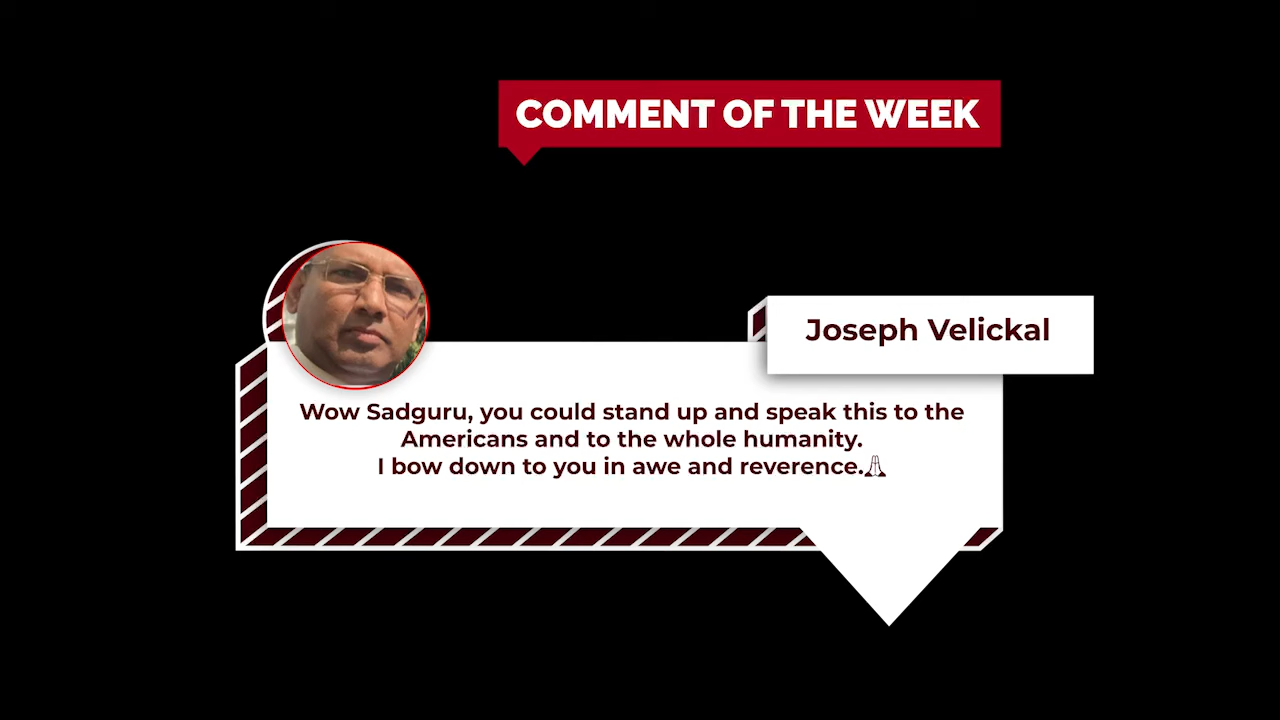 COMMENT OF THE WEEK
Joseph Velickal
Wow Sadguru, you could stand up and speak this to the
Americans and to the whole humanity.
I bow down to you in awe and reverence.🙏